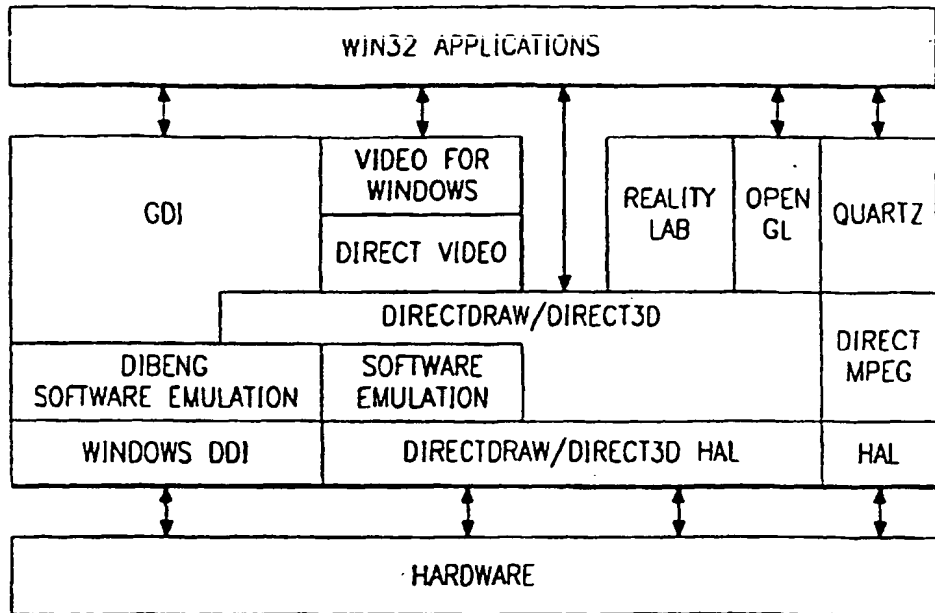 WIN32 APPLICATIONS
GDI
VIDEO FOR
WINDOWS
DIRECT VIDEO
REALITY
LAB
OPEN
GL
QUARTZ
DIRECTDRAW/DIRECT3D
DIRECT
MPEG
DIBENG
SOFTWARE EMULATION
SOFTWARE
EMULATION
WINDOWS DDI
DIRECTDRAW/DIRECT3D HAL
HAL
HARDWARE